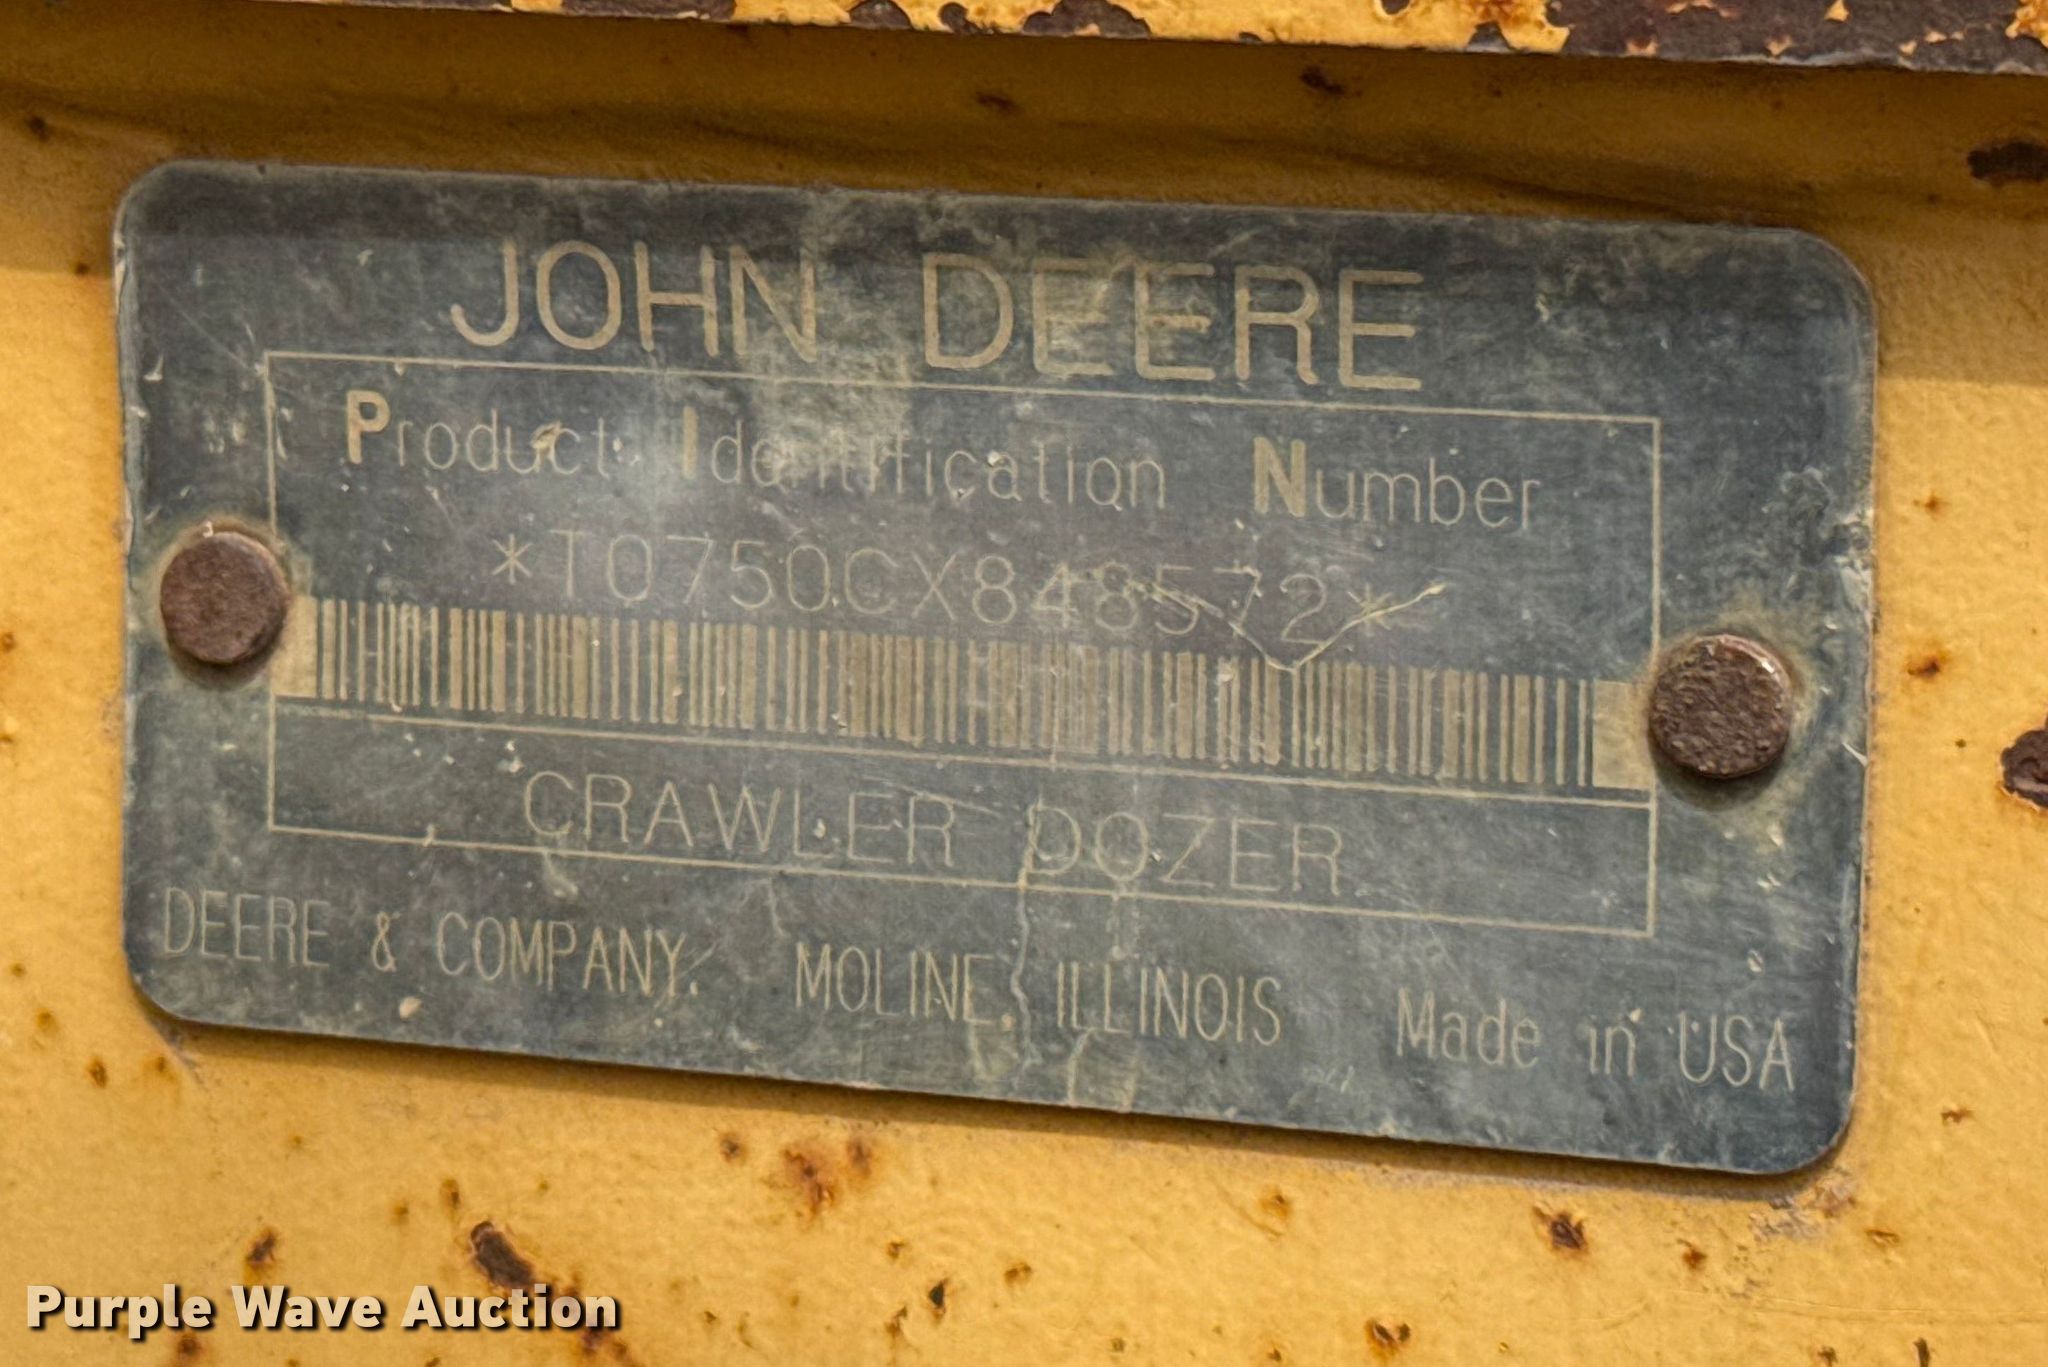 JOHN DEERE
Product Identification Number
*T0750CX848572*
CRAWLER DOZER
DEERE & COMPANY. MOLINE, ILLINOIS Made in USA
Purple Wave Auction